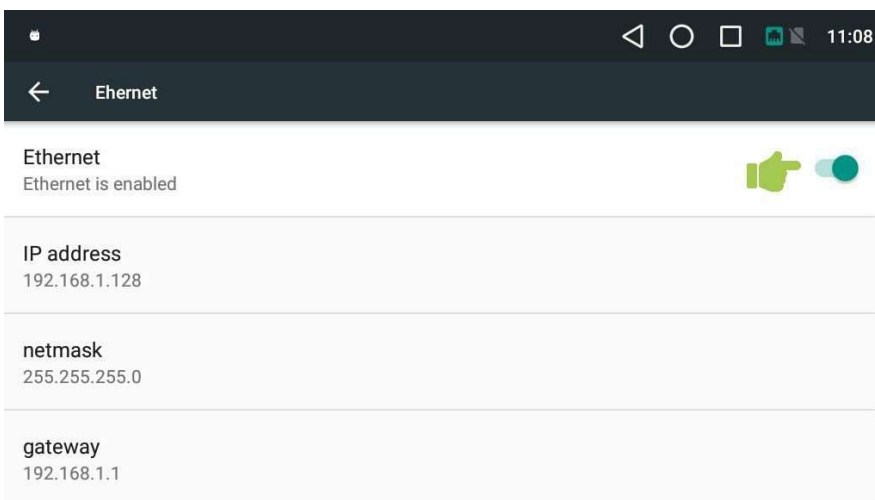 11:08
Ehernet
Ethernet
Ethernet is enabled
IP address
192.168.1.128
netmask
255.255.255.0
gateway
192.168.1.1